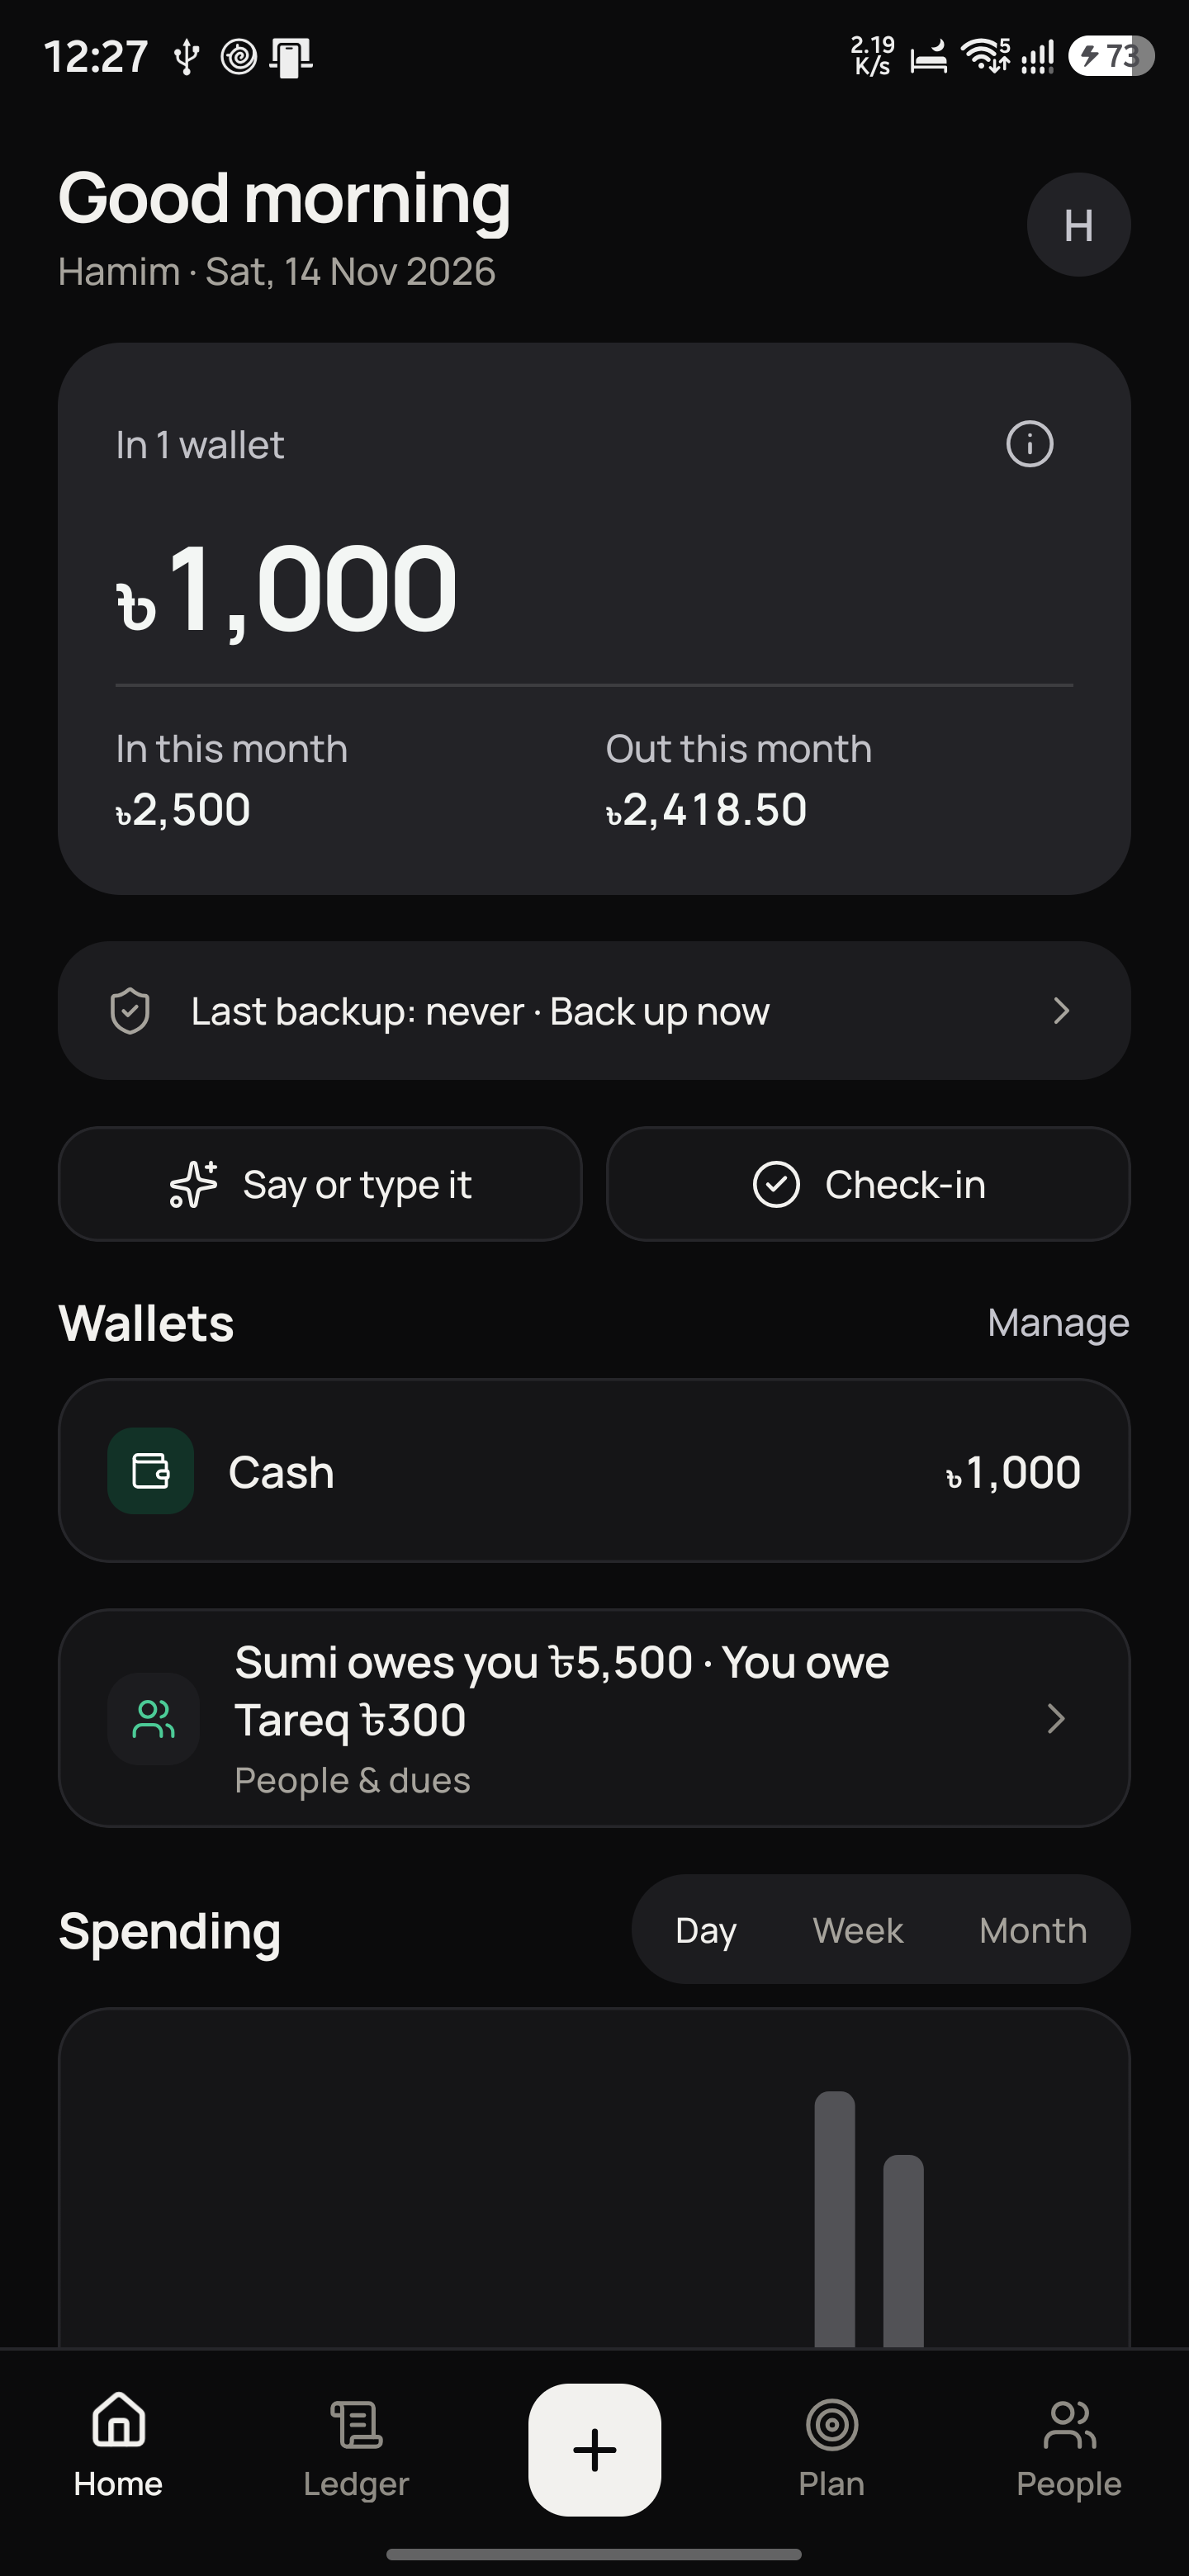 12:27
2.19 K/s
5
73
Good morning
Hamim · Sat, 14 Nov 2026
H
In 1 wallet
৳1,000
In this month
Out this month
৳2,500
৳2,418.50
Last backup: never · Back up now
Say or type it
Check-in
Wallets
Manage
Cash
৳1,000
Sumi owes you ৳5,500 · You owe
Tareq ৳300
People & dues
Spending
Day
Week
Month
Home
Ledger
Plan
People